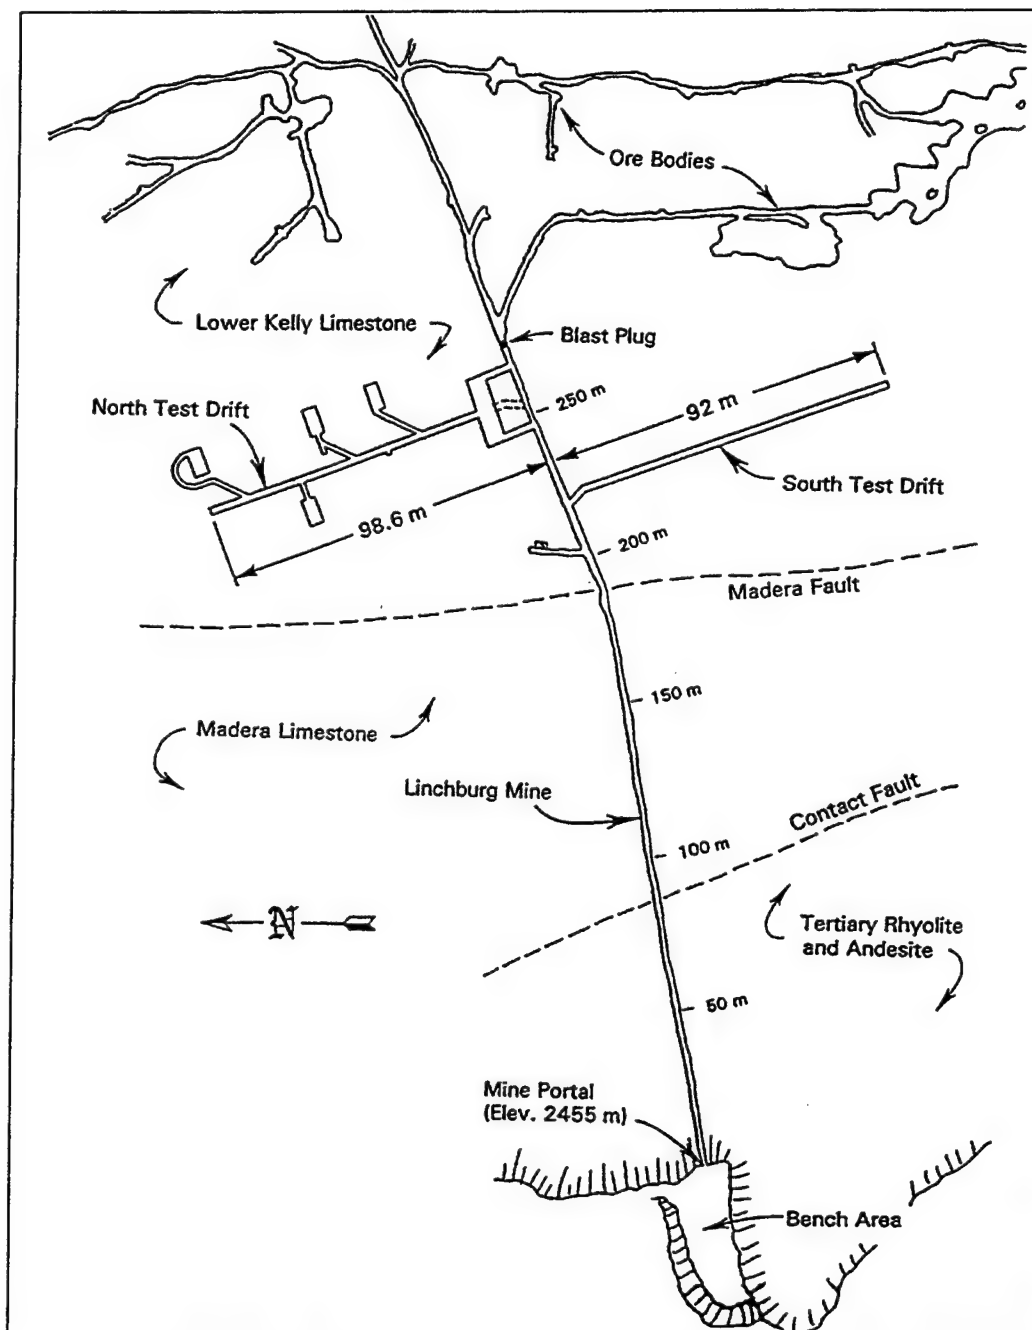 Ore Bodies
Lower Kelly Limestone
Blast Plug
North Test Drift
250 m
92 m
South Test Drift
98.6 m
200 m
Madera Fault
150 m
Madera Limestone
Linchburg Mine
Contact Fault
100 m
N
Tertiary Rhyolite
and Andesite
50 m
Mine Portal
(Elev. 2455 m)
Bench Area